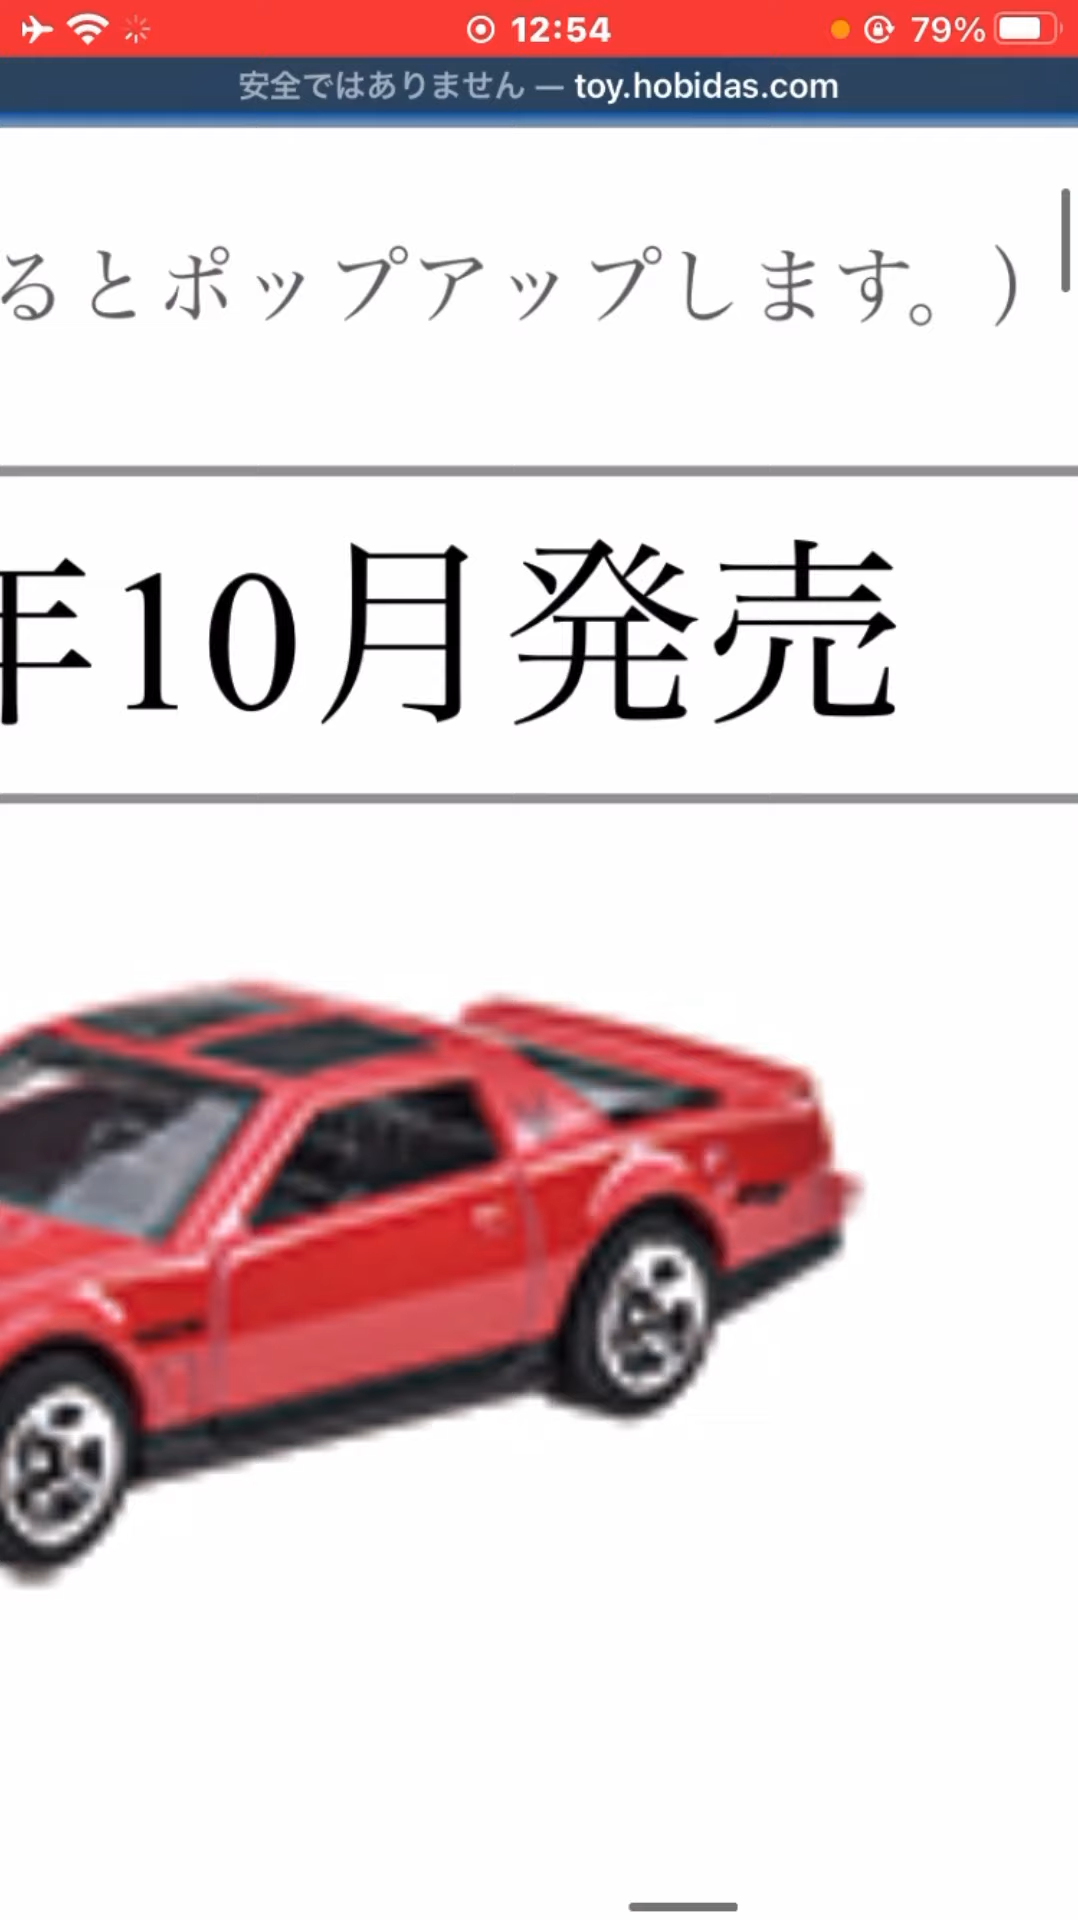 12:54
79%
安全ではありません — toy.hobidas.com
るとポップアップします。)
年10月発売